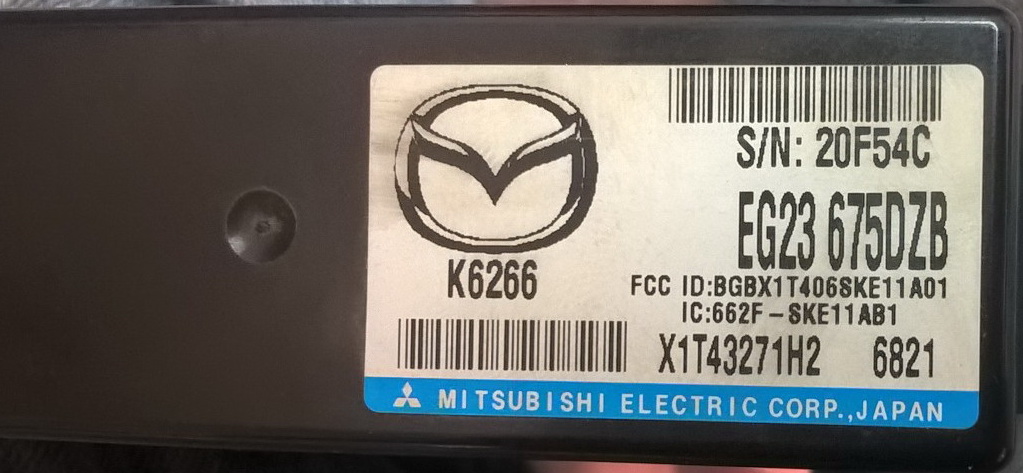 S/N: 20F54C
EG23 675DZB
K6266
FCC ID:BGBX1T406SKE11A01
IC:662F-SKE11AB1
X1T43271H2 6821
MITSUBISHI ELECTRIC CORP.,JAPAN